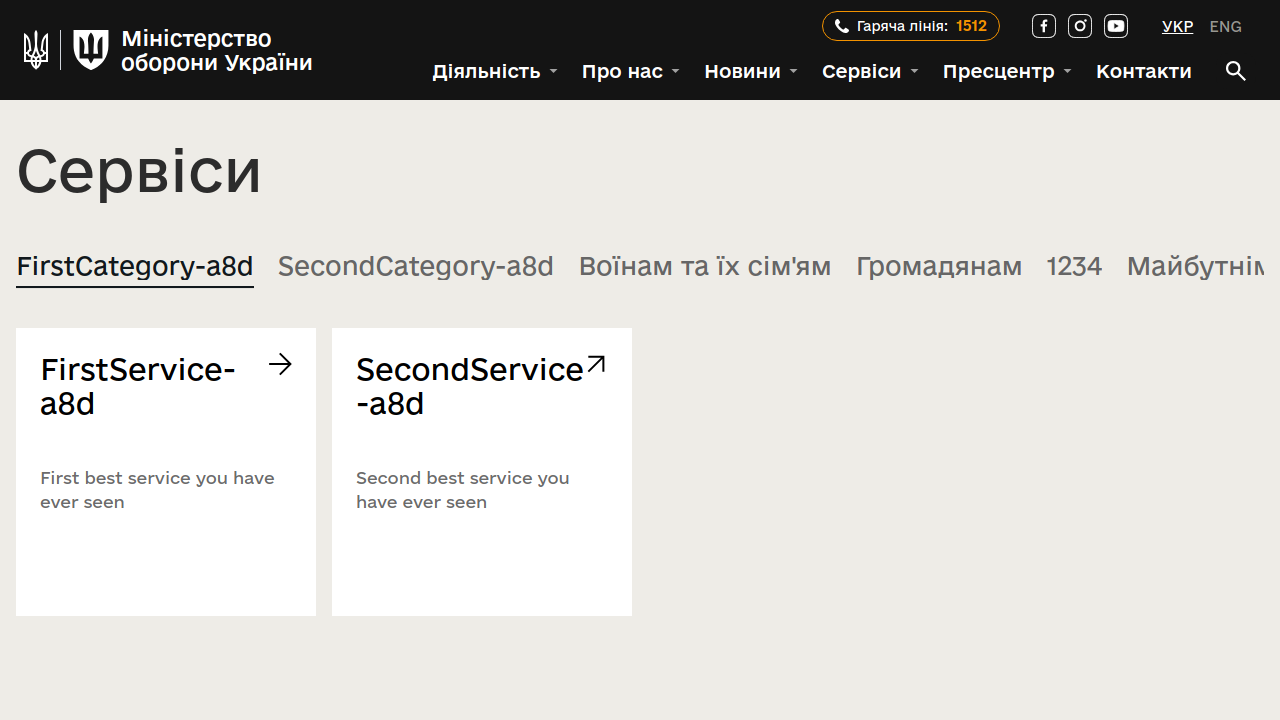 Міністерство
оборони України
Гаряча лінія: 1512
УКР ENG
Діяльність Про нас Новини Сервіси Пресцентр Контакти
Сервіси
FirstCategory-a8d SecondCategory-a8d Воїнам та їх сім'ям Громадянам 1234 Майбутнім
FirstService-
a8d
First best service you have
ever seen
SecondService
-a8d
Second best service you
have ever seen